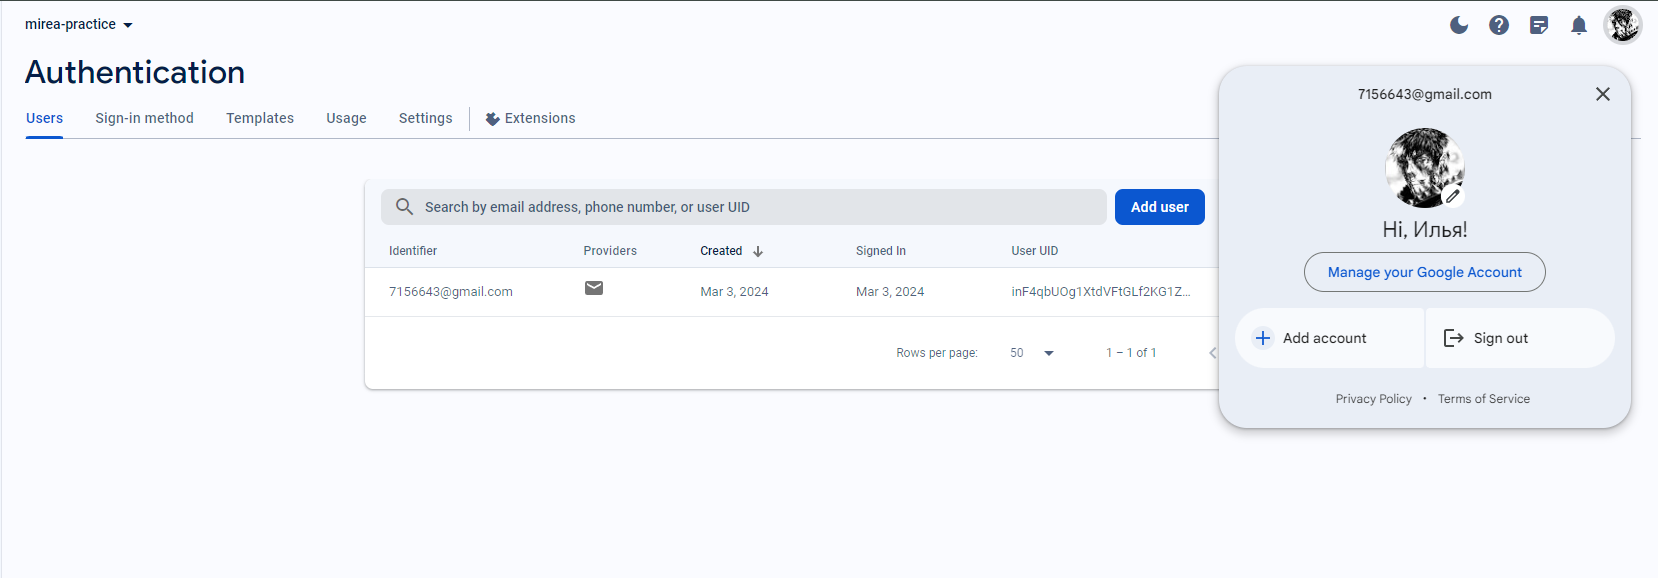 mirea-practice
Authentication
Users Sign-in method Templates Usage Settings Extensions
Search by email address, phone number, or user UID
Add user
Identifier Providers Created Signed In User UID
7156643@gmail.com Mar 3, 2024 Mar 3, 2024 inF4qbUOg1XtdVFtGLf2KG1Z...
Rows per page: 50 1 – 1 of 1
7156643@gmail.com
Hi, Илья!
Manage your Google Account
Add account Sign out
Privacy Policy • Terms of Service